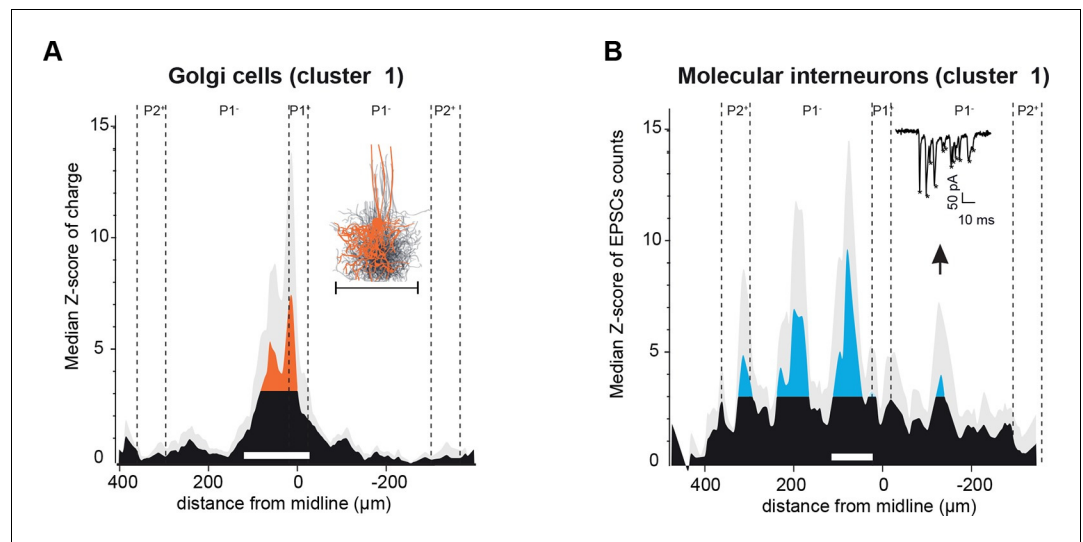 A
Golgi cells (cluster 1)
P2⁺ P1⁻ P1⁺ P1⁻ P2⁺
Median Z-score of charge
15
10
5
0
400 200 0 -200
distance from midline (µm)
B
Molecular interneurons (cluster 1)
P2⁺ P1⁻ P1⁺ P1⁻ P2⁺
Median Z-score of EPSCs counts
15
10
5
0
50 pA
10 ms
400 200 0 -200
distance from midline (µm)